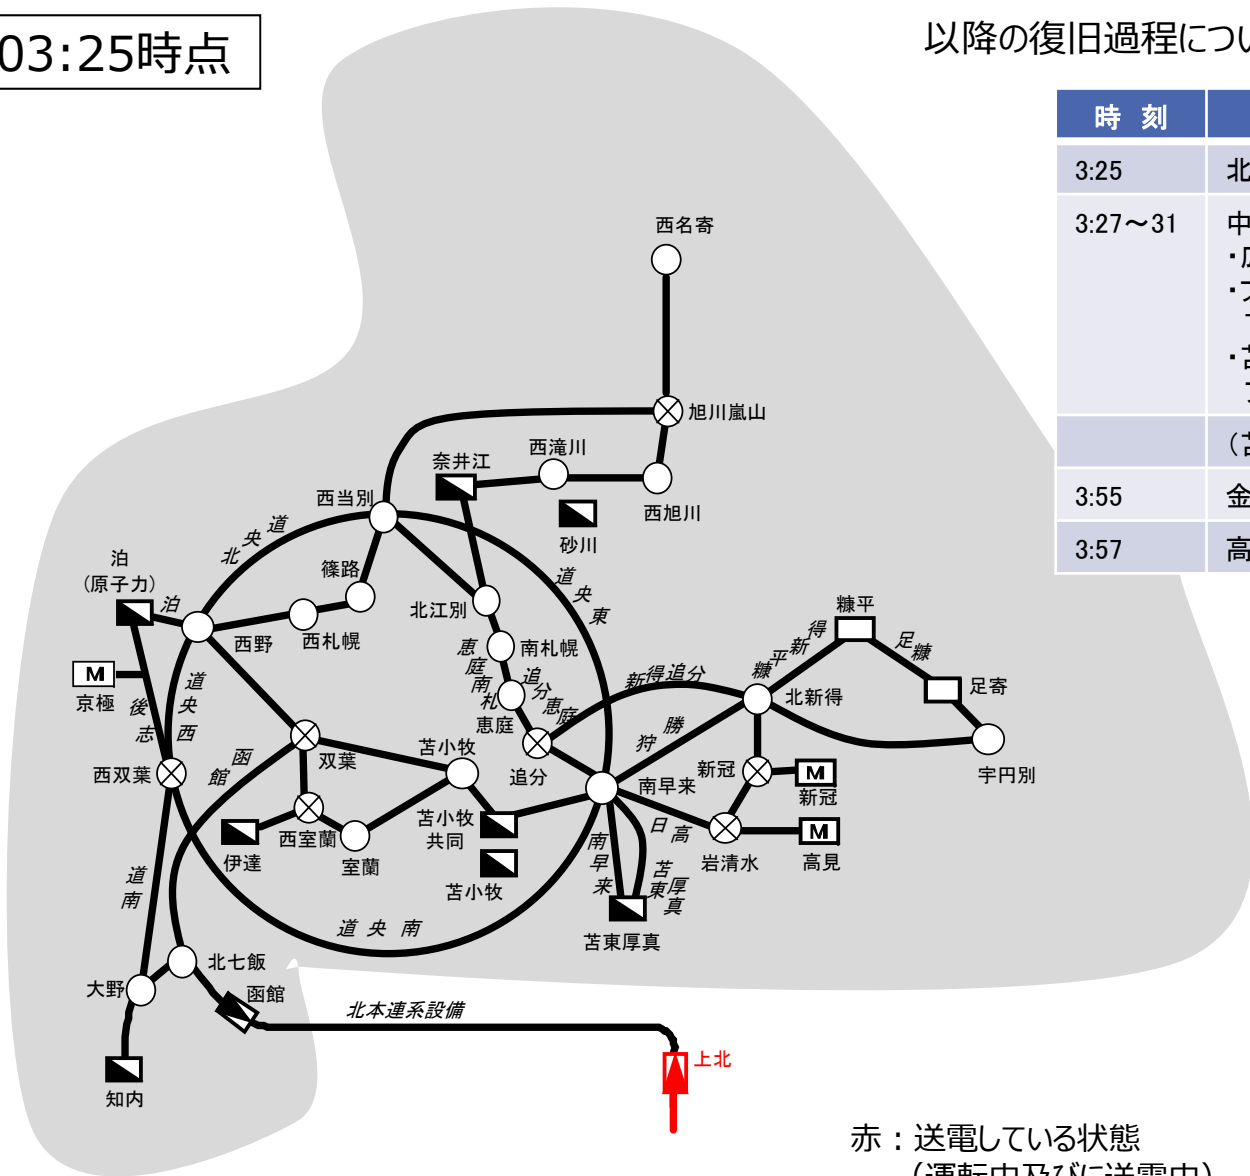 03:25時点
以降の復旧過程につい
時 刻
3:25
北
3:27～31
中
・
・
・
（
3:55
金
3:57
高
西名寄
旭川嵐山
西滝川
奈井江
西旭川
砂川
西当別
道央北
篠路
泊
（原子力）
泊
北江別
道央東
西野
西札幌
南札幌
恵庭南札
追分恵庭
恵庭
M
京極
後志
道央西
西双葉
函館
双葉
苫小牧
追分
新得追分
狩勝
糠平
糠平新得
足糠
足寄
北新得
宇円別
南早来
新冠
M
新冠
日高
岩清水
M
高見
伊達
西室蘭
室蘭
苫小牧
共同
苫小牧
南早来
苫東厚真
苫東厚真
道南
道央南
大野
北七飯
函館
北本連系設備
知内
上北
赤：送電している状態
（運転中及びに送電中）